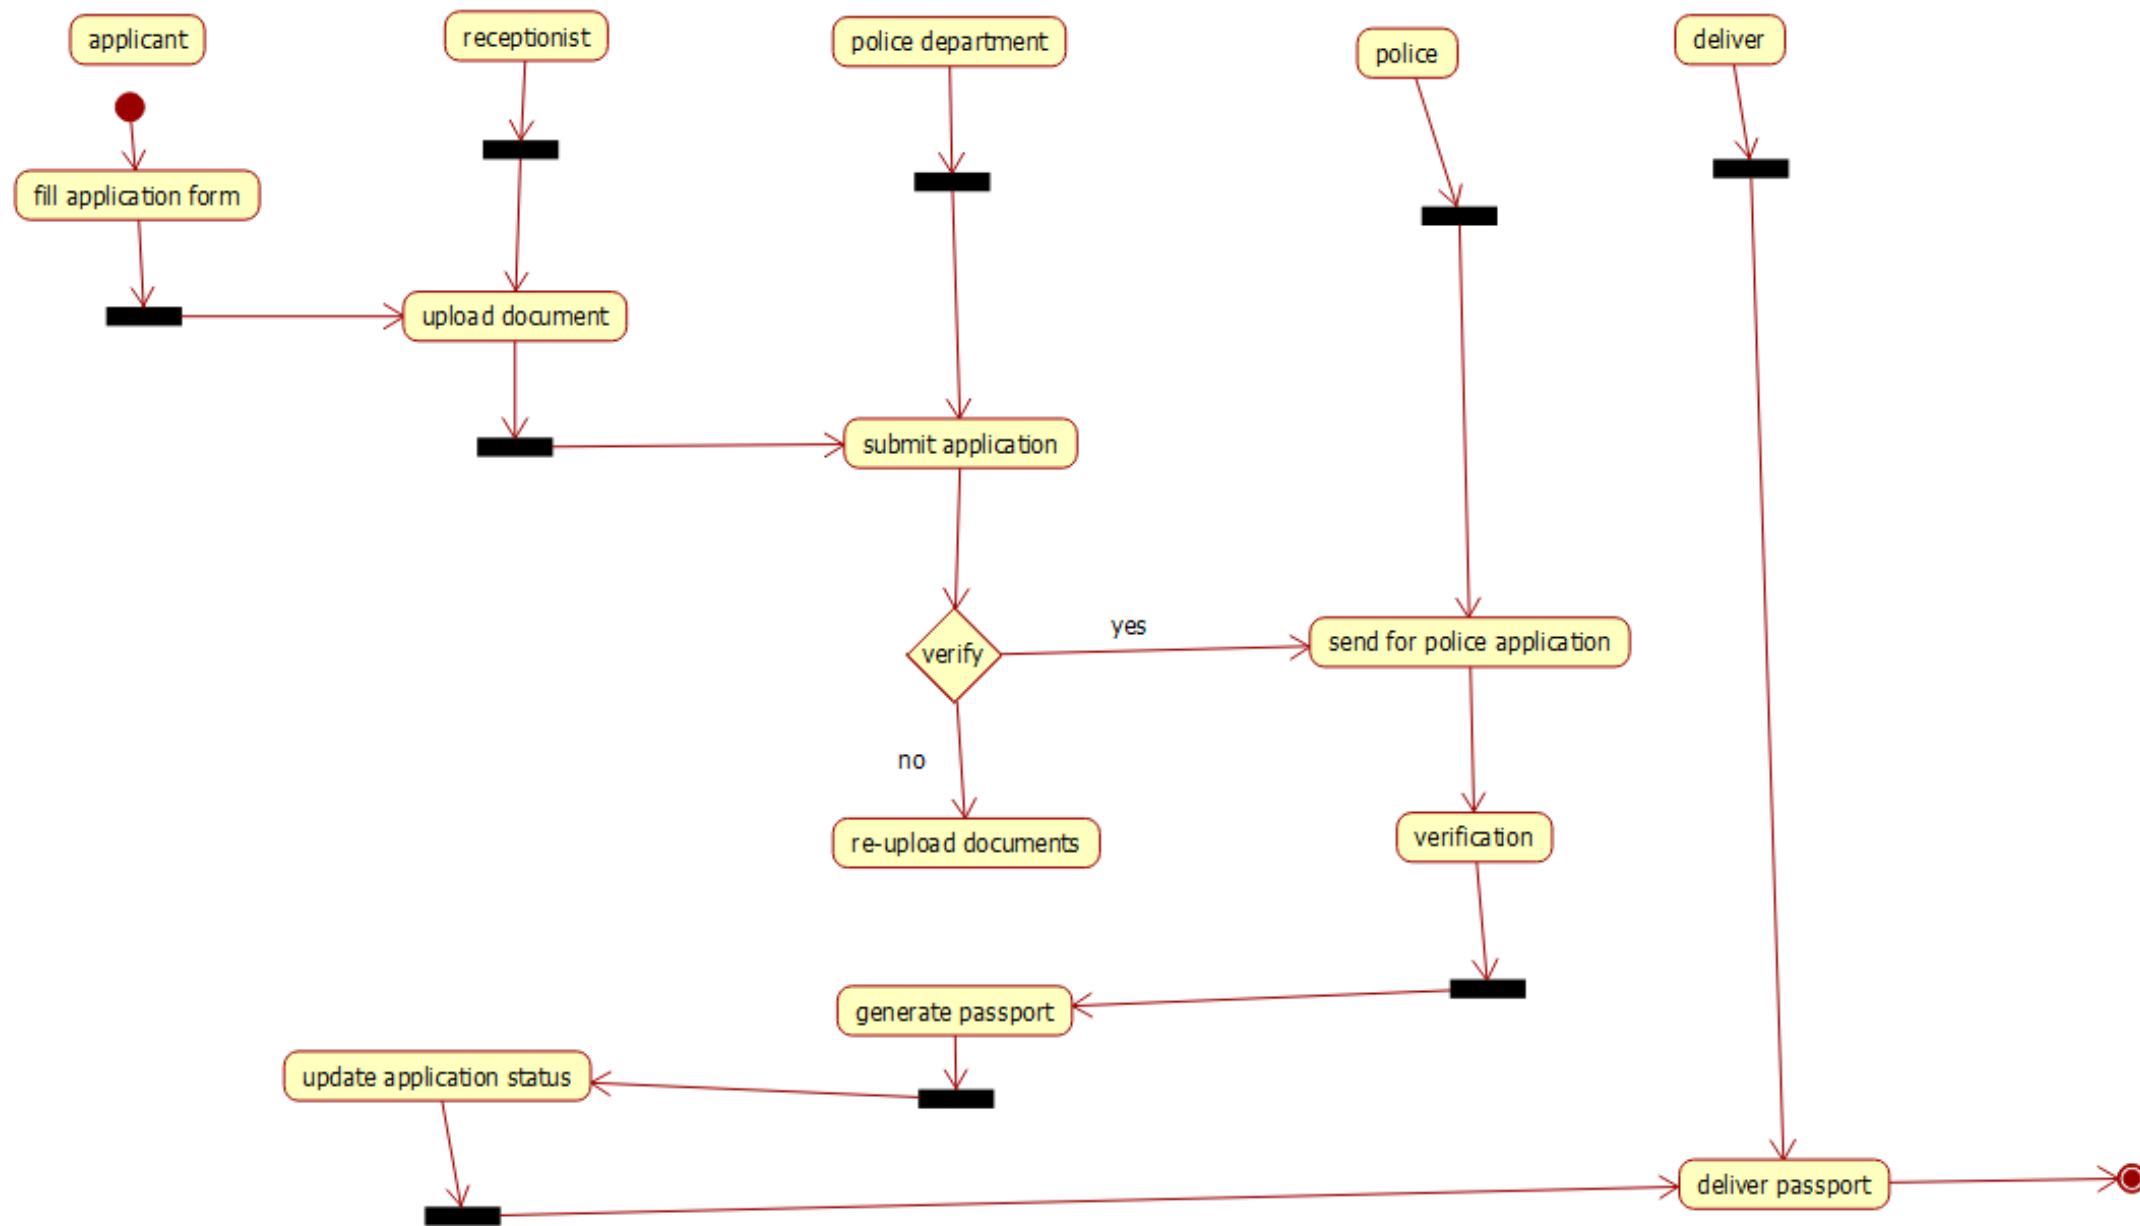 applicant
receptionist
police department
police
deliver
fill application form
upload document
submit application
verify
yes
send for police application
no
re-upload documents
verification
generate passport
update application status
deliver passport